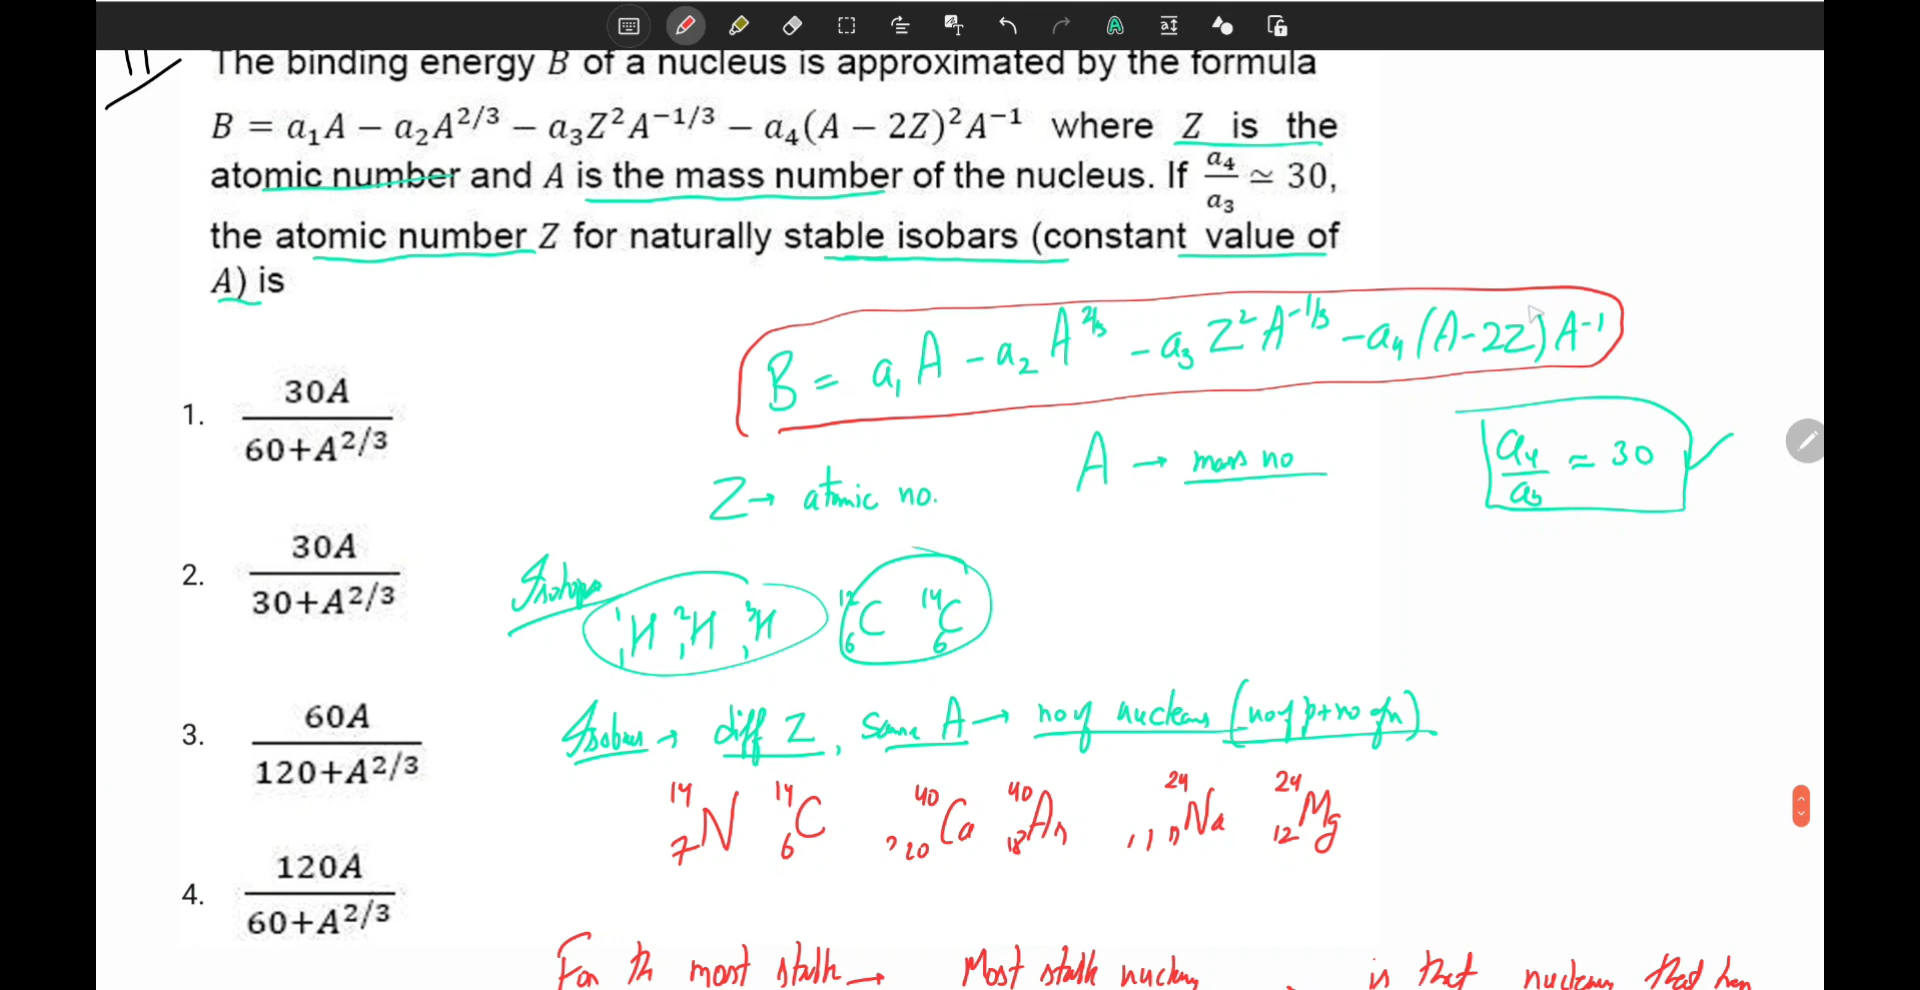 The binding energy B of a nucleus is approximated by the formula
B = a₁A − a₂A^2/3 − a₃Z²A^−1/3 − a₄(A − 2Z)²A^−1 where Z is the
atomic number and A is the mass number of the nucleus. If a₄/a₃ ≃ 30,
the atomic number Z for naturally stable isobars (constant value of
A) is
B = a₁A − a₂A^2/3 − a₃Z²A^−1/3 − a₄(A−2Z)A^−1
1. 30A/(60+A^2/3)
A → mass no
a₄/a₃ ≈ 30 ✓
Z → atomic no.
2. 30A/(30+A^2/3)
Isotopes
¹₁H ²₁H ³₁H ¹²₆C ¹⁴₆C
3. 60A/(120+A^2/3)
Isobars → diff Z, same A → no of nucleons (no of p + no of n)
¹⁴₇N ¹⁴₆C ⁴⁰₂₀Ca ⁴⁰₁₈Ar ²⁴₁₁Na ²⁴₁₂Mg
4. 120A/(60+A^2/3)
For th most stable → Most stable nucleus is that nucleus that has